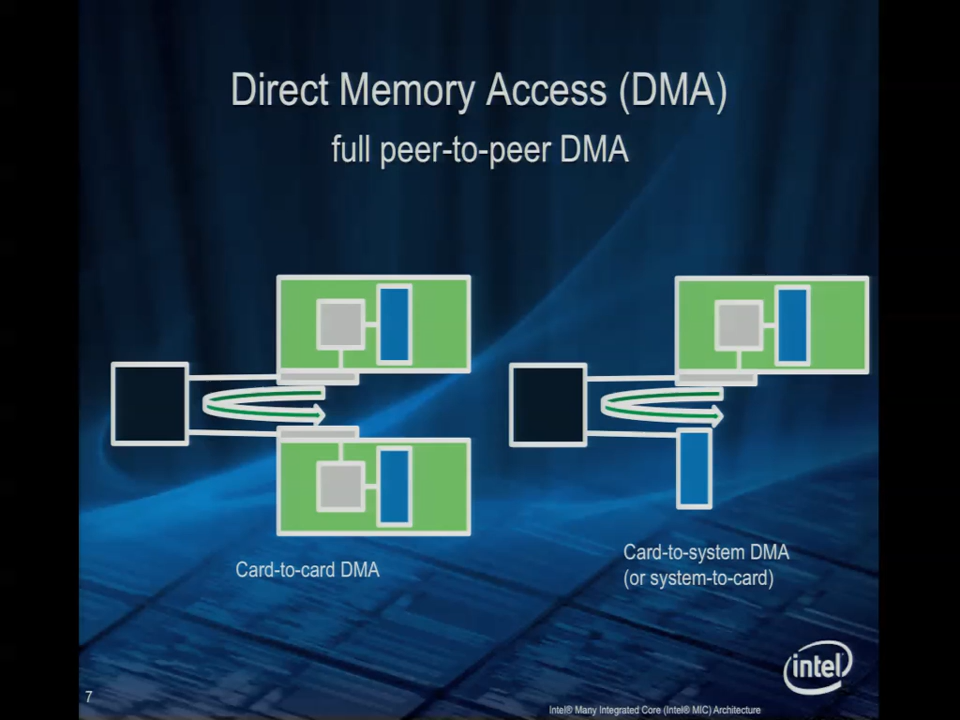 Direct Memory Access (DMA)
full peer-to-peer DMA
Card-to-card DMA
Card-to-system DMA
(or system-to-card)
intel
7
Intel® Many Integrated Core (Intel® MIC) Architecture